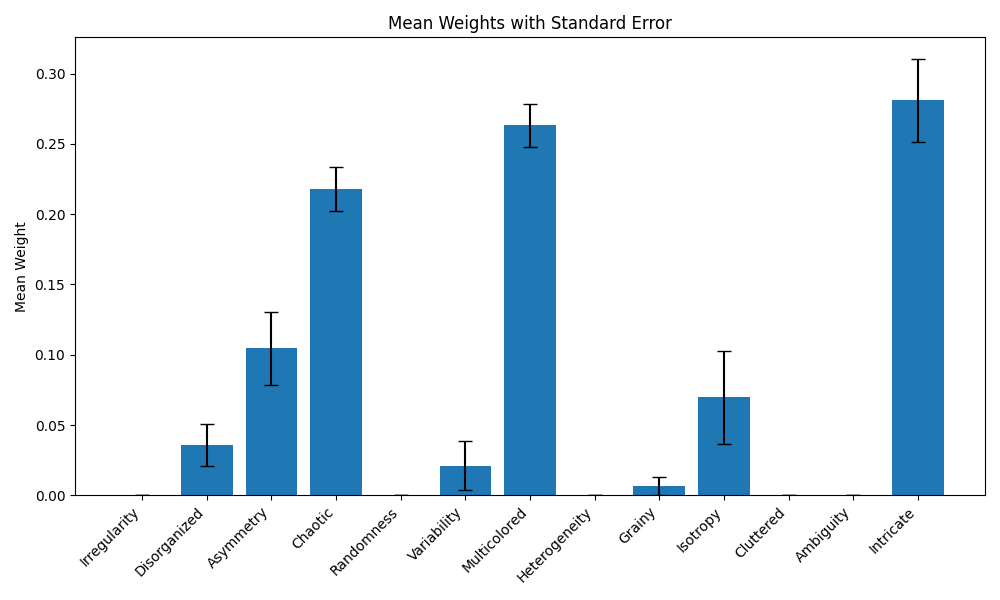 Mean Weights with Standard Error
Mean Weight
0.30
0.25
0.20
0.15
0.10
0.05
0.00
Irregularity
Disorganized
Asymmetry
Chaotic
Randomness
Variability
Multicolored
Heterogeneity
Grainy
Isotropy
Cluttered
Ambiguity
Intricate